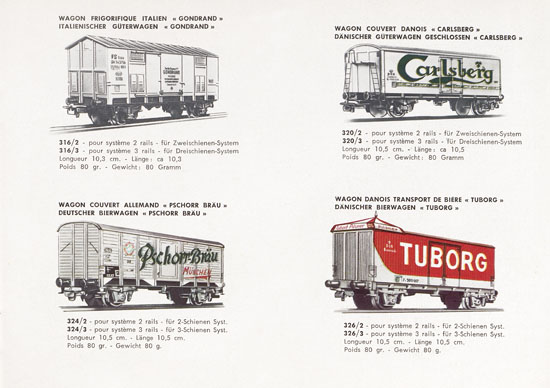 WAGON FRIGORIFIQUE ITALIEN « GONDRAND »
ITALIENISCHER GÜTERWAGEN « GONDRAND »
GONDRAND
316/2 - pour système 2 rails - für Zweischienen-System
316/3 - pour système 3 rails - für Dreischienen-System
Longueur 10,3 cm. - Länge: ca 10,3
Poids 80 gr. - Gewicht: 80 Gramm
WAGON COUVERT DANOIS « CARLSBERG »
DÄNISCHER GÜTERWAGEN GESCHLOSSEN « CARLSBERG »
Carlsberg
320/2 - pour système 2 rails - für Zweischienen-System
320/3 - pour système 3 rails - für Dreischienen-System
Longueur 10,5 cm. - Länge: ca 10,5
Poids 80 gr. - Gewicht: 80 Gramm
WAGON COUVERT ALLEMAND « PSCHORR BRÄU »
DEUTSCHER BIERWAGEN « PSCHORR BRÄU »
Pschorr-Bräu
MÜNCHEN
324/2 - pour système 2 rails - für 2-Schienen Syst.
324/3 - pour système 3 rails - für 3-Schienen Syst.
Longueur 10,5 cm. - Länge 10,5 cm.
Poids 80 gr. - Gewicht 80 g.
WAGON DANOIS TRANSPORT DE BIERE « TUBORG »
DÄNISCHER BIERWAGEN « TUBORG »
TUBORG
326/2 - pour système 2 rails - für 2-Schienen Syst.
326/3 - pour système 3 rails - für 3-Schienen Syst.
Longueur 10,5 cm. - Länge 10,5 cm.
Poids 80 gr. - Gewicht 80 g.